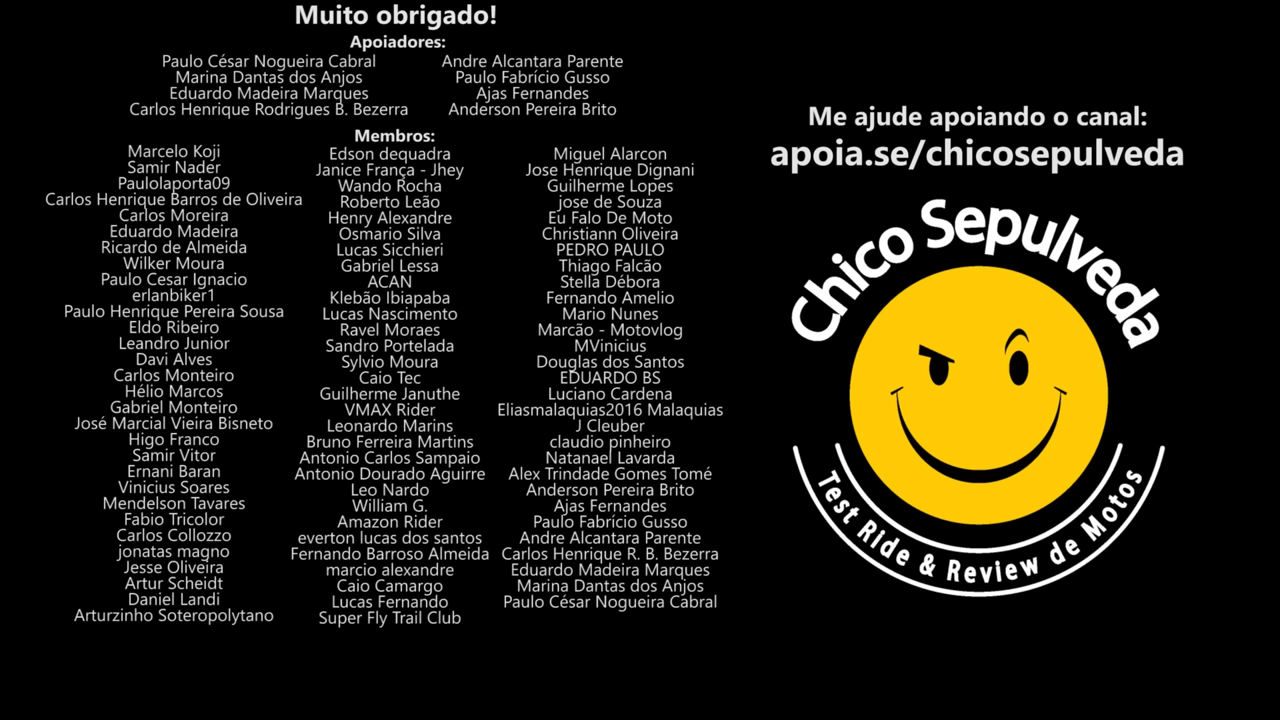 Muito obrigado!
Apoiadores:
Paulo César Nogueira Cabral
Marina Dantas dos Anjos
Eduardo Madeira Marques
Carlos Henrique Rodrigues B. Bezerra
Andre Alcantara Parente
Paulo Fabrício Gusso
Ajas Fernandes
Anderson Pereira Brito
Membros:
Marcelo Koji
Samir Nader
Paulolaporta09
Carlos Henrique Barros de Oliveira
Carlos Moreira
Eduardo Madeira
Ricardo de Almeida
Wilker Moura
Paulo Cesar Ignacio
erlanbiker1
Paulo Henrique Pereira Sousa
Eldo Ribeiro
Leandro Junior
Davi Alves
Carlos Monteiro
Hélio Marcos
Gabriel Monteiro
José Marcial Vieira Bisneto
Higo Franco
Samir Vitor
Ernani Baran
Vinicius Soares
Mendelson Tavares
Fabio Tricolor
Carlos Collozzo
jonatas magno
Jesse Oliveira
Artur Scheidt
Daniel Landi
Arturzinho Soteropolytano
Edson dequadra
Janice França - Jhey
Wando Rocha
Roberto Leão
Henry Alexandre
Osmario Silva
Lucas Sicchieri
Gabriel Lessa
ACAN
Klebão Ibiapaba
Lucas Nascimento
Ravel Moraes
Sandro Portelada
Sylvio Moura
Caio Tec
Guilherme Januthe
VMAX Rider
Leonardo Marins
Bruno Ferreira Martins
Antonio Carlos Sampaio
Antonio Dourado Aguirre
Leo Nardo
William G.
Amazon Rider
everton lucas dos santos
Fernando Barroso Almeida
marcio alexandre
Caio Camargo
Lucas Fernando
Super Fly Trail Club
Miguel Alarcon
Jose Henrique Dignani
Guilherme Lopes
jose de Souza
Eu Falo De Moto
Christiann Oliveira
PEDRO PAULO
Thiago Falcão
Stella Débora
Fernando Amelio
Mario Nunes
Marcão - Motovlog
MVinicius
Douglas dos Santos
EDUARDO BS
Luciano Cardena
Eliasmalaquias2016 Malaquias
J Cleuber
claudio pinheiro
Natanael Lavarda
Alex Trindade Gomes Tomé
Anderson Pereira Brito
Ajas Fernandes
Paulo Fabrício Gusso
Andre Alcantara Parente
Carlos Henrique R. B. Bezerra
Eduardo Madeira Marques
Marina Dantas dos Anjos
Paulo César Nogueira Cabral
Me ajude apoiando o canal:
apoia.se/chicosepulveda
Chico Sepulveda
Test Ride & Review de Motos